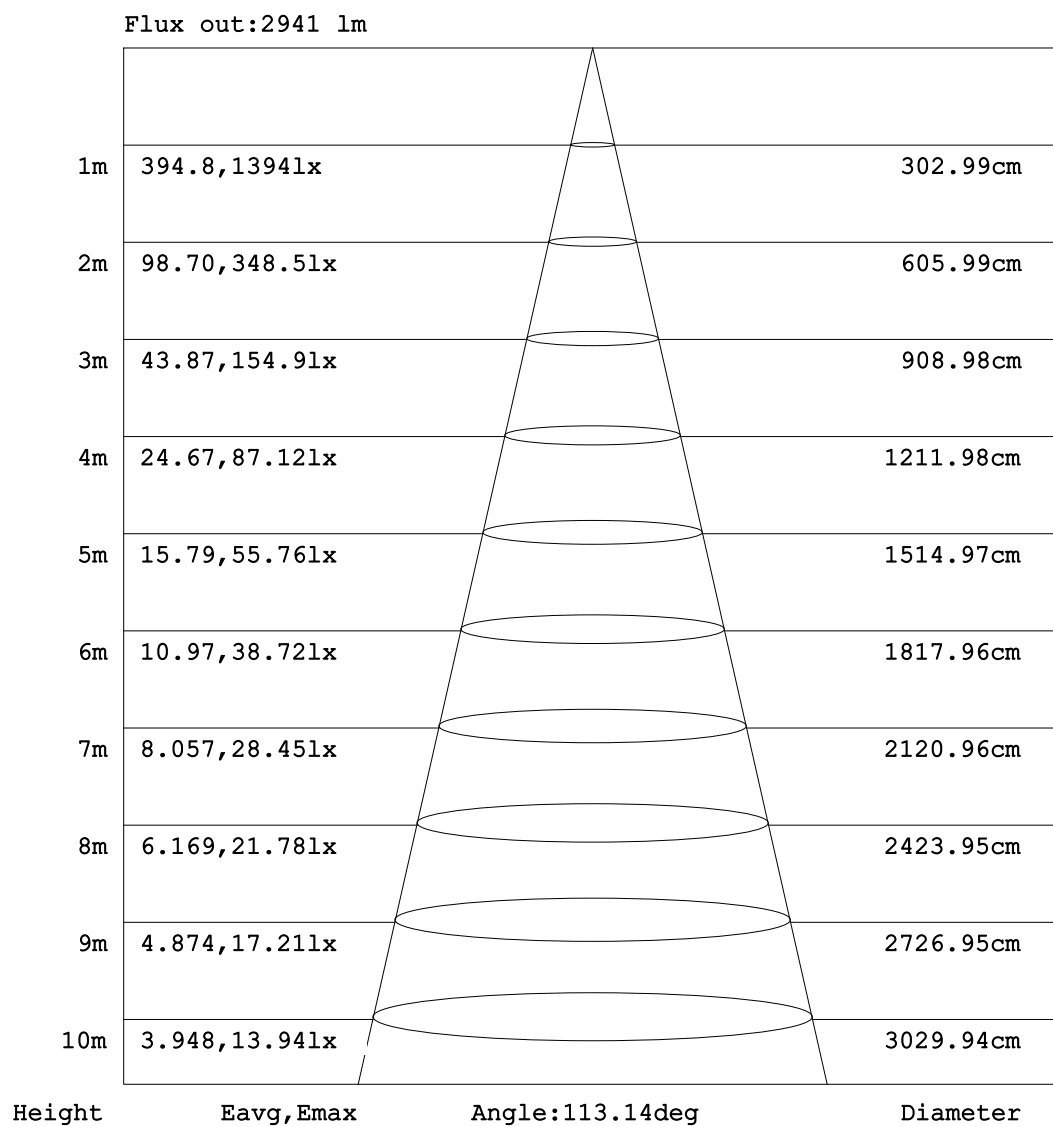 Flux out:2941 lm
1m 394.8,1394lx 302.99cm
2m 98.70,348.5lx 605.99cm
3m 43.87,154.9lx 908.98cm
4m 24.67,87.12lx 1211.98cm
5m 15.79,55.76lx 1514.97cm
6m 10.97,38.72lx 1817.96cm
7m 8.057,28.45lx 2120.96cm
8m 6.169,21.78lx 2423.95cm
9m 4.874,17.21lx 2726.95cm
10m 3.948,13.94lx 3029.94cm
Height Eavg,Emax Angle:113.14deg Diameter